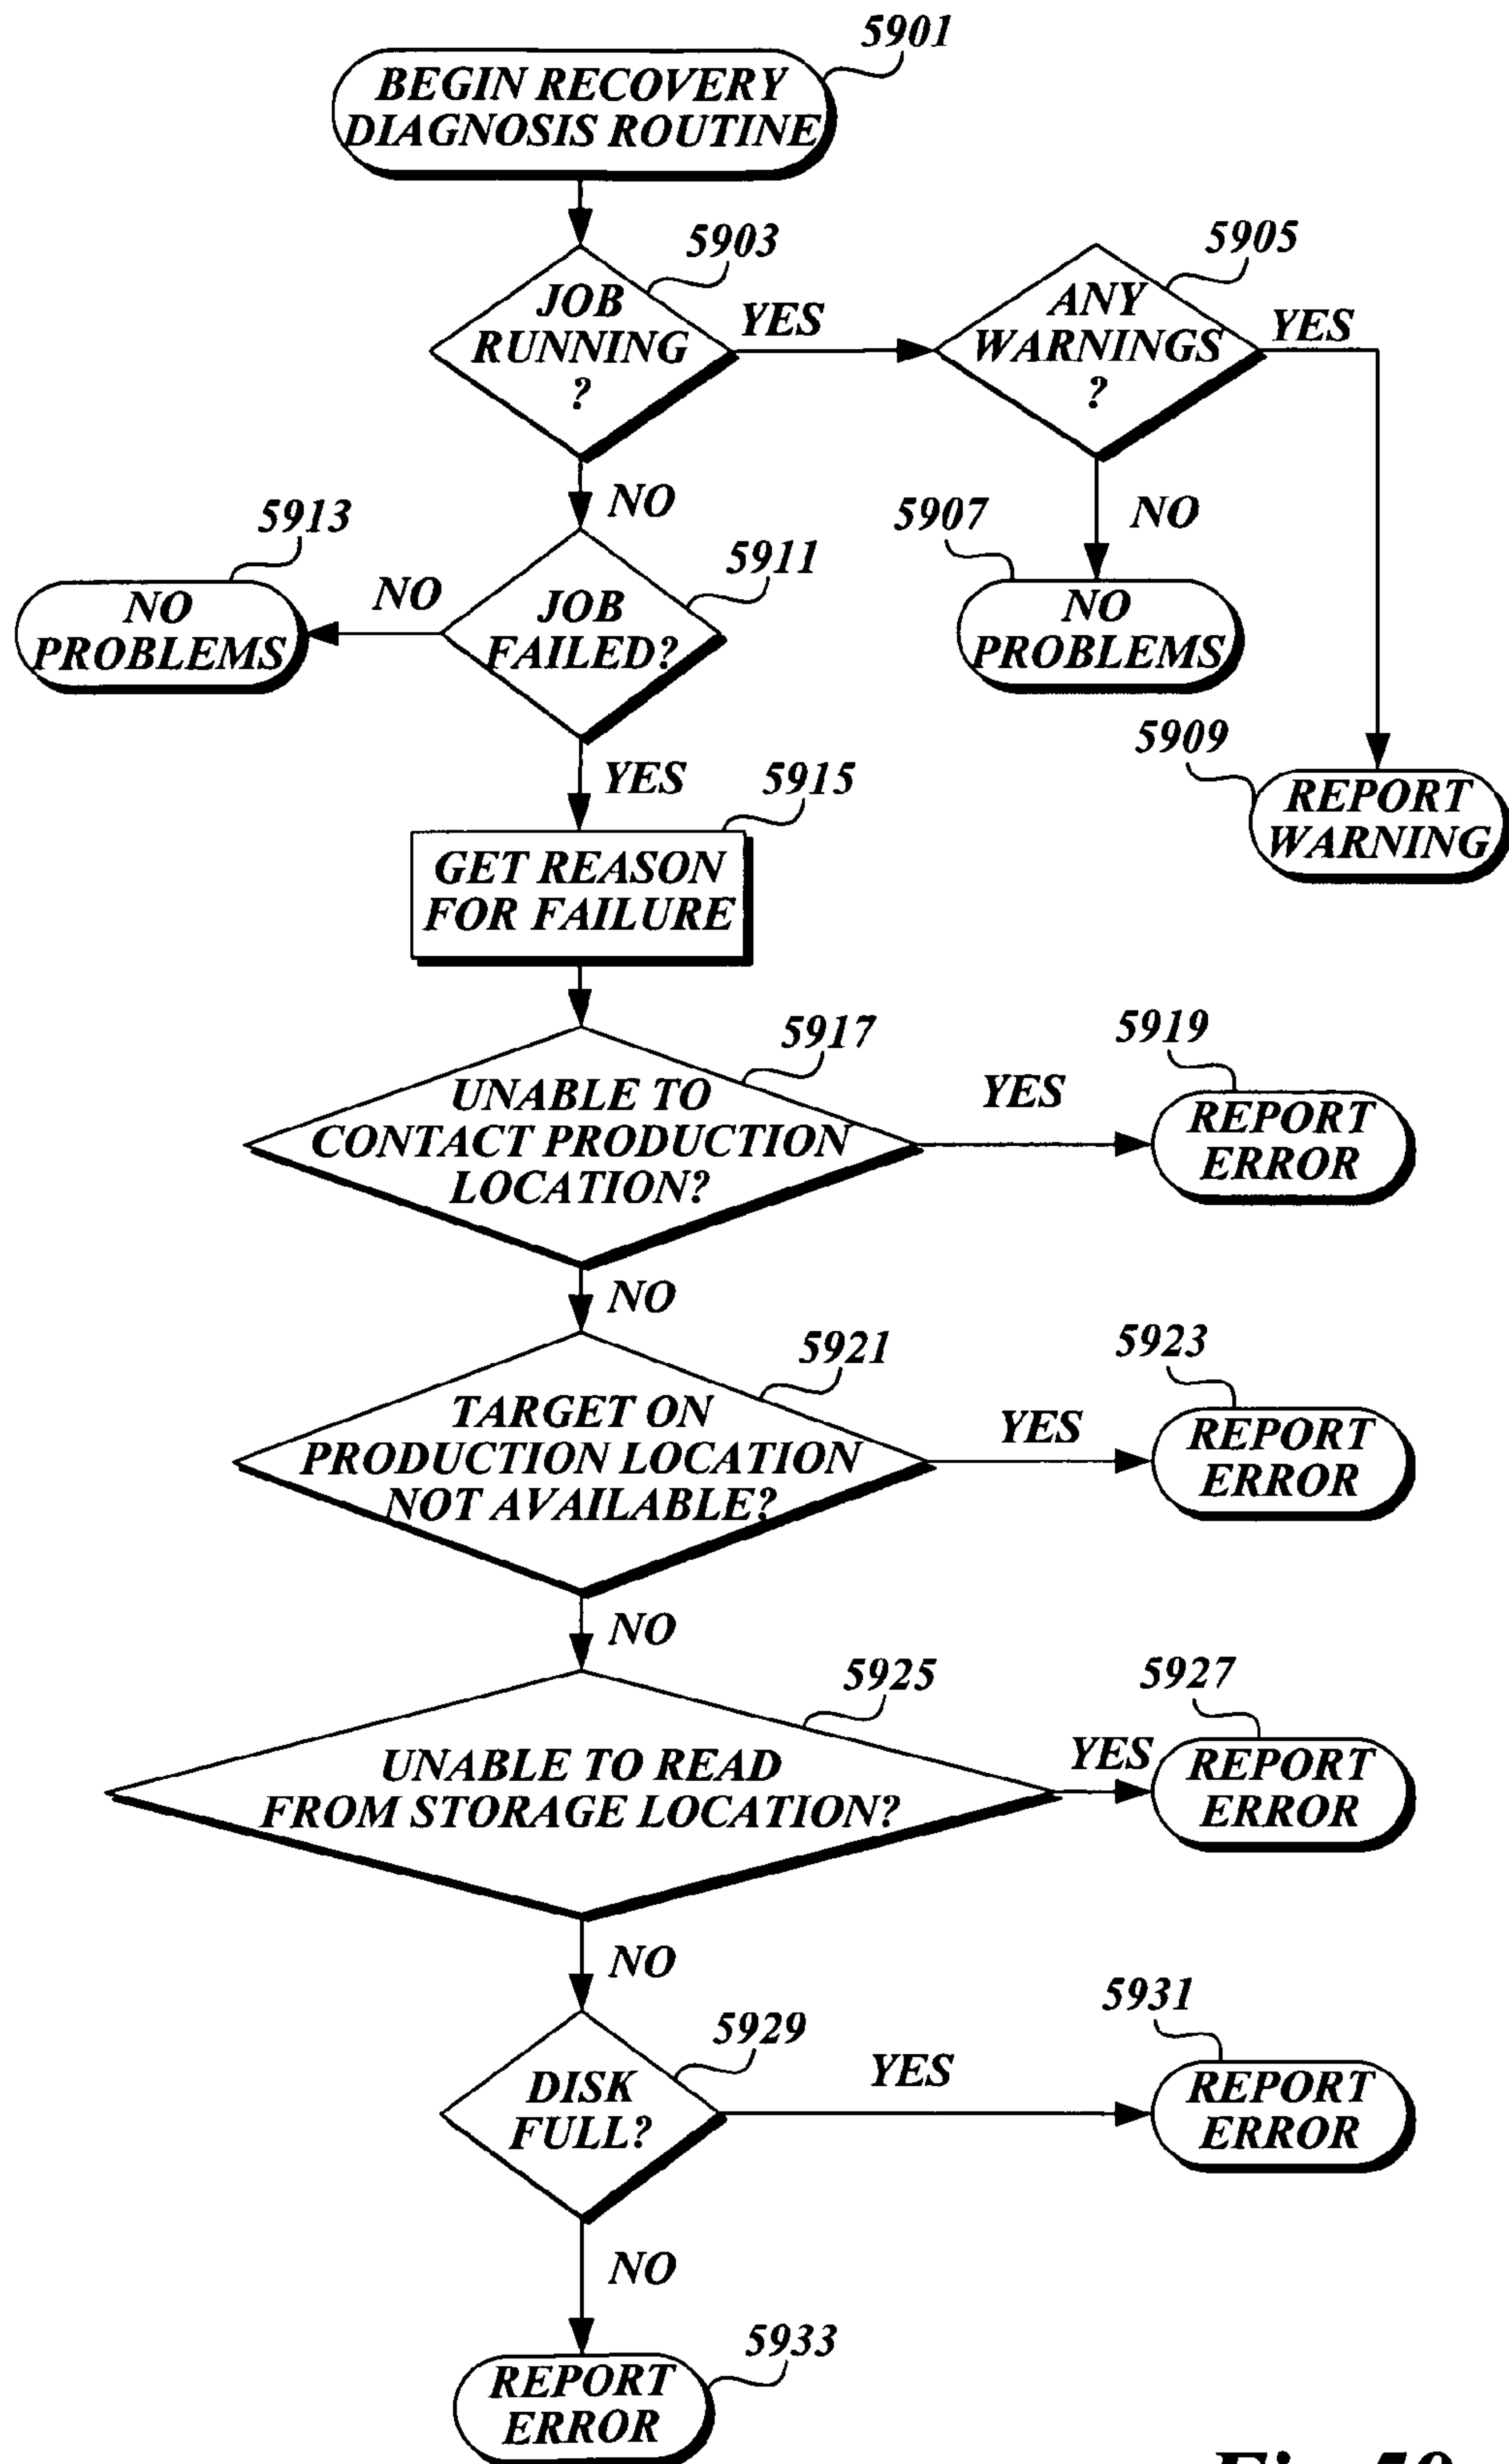 5901
BEGIN RECOVERY
DIAGNOSIS ROUTINE
5903
JOB
RUNNING
?
YES
5905
ANY
WARNINGS
?
YES
NO
5907
NO
PROBLEMS
5909
REPORT
WARNING
NO
5911
JOB
FAILED?
NO
5913
NO
PROBLEMS
YES
5915
GET REASON
FOR FAILURE
5917
UNABLE TO
CONTACT PRODUCTION
LOCATION?
YES
5919
REPORT
ERROR
NO
5921
TARGET ON
PRODUCTION LOCATION
NOT AVAILABLE?
YES
5923
REPORT
ERROR
NO
5925
UNABLE TO READ
FROM STORAGE LOCATION?
YES
5927
REPORT
ERROR
NO
5929
DISK
FULL?
YES
5931
REPORT
ERROR
NO
5933
REPORT
ERROR